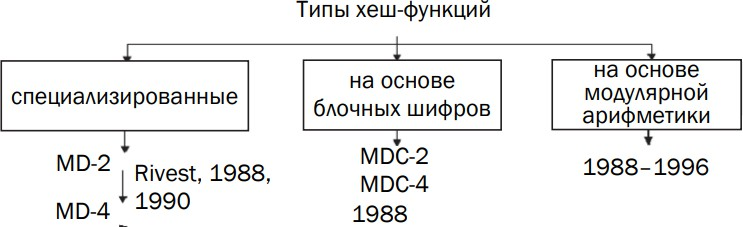 Типы хеш-функций
специализированные
на основе
блочных шифров
на основе
модулярной
арифметики
MD-2
Rivest, 1988,
1990
MD-4
MDC-2
MDC-4
1988
1988–1996